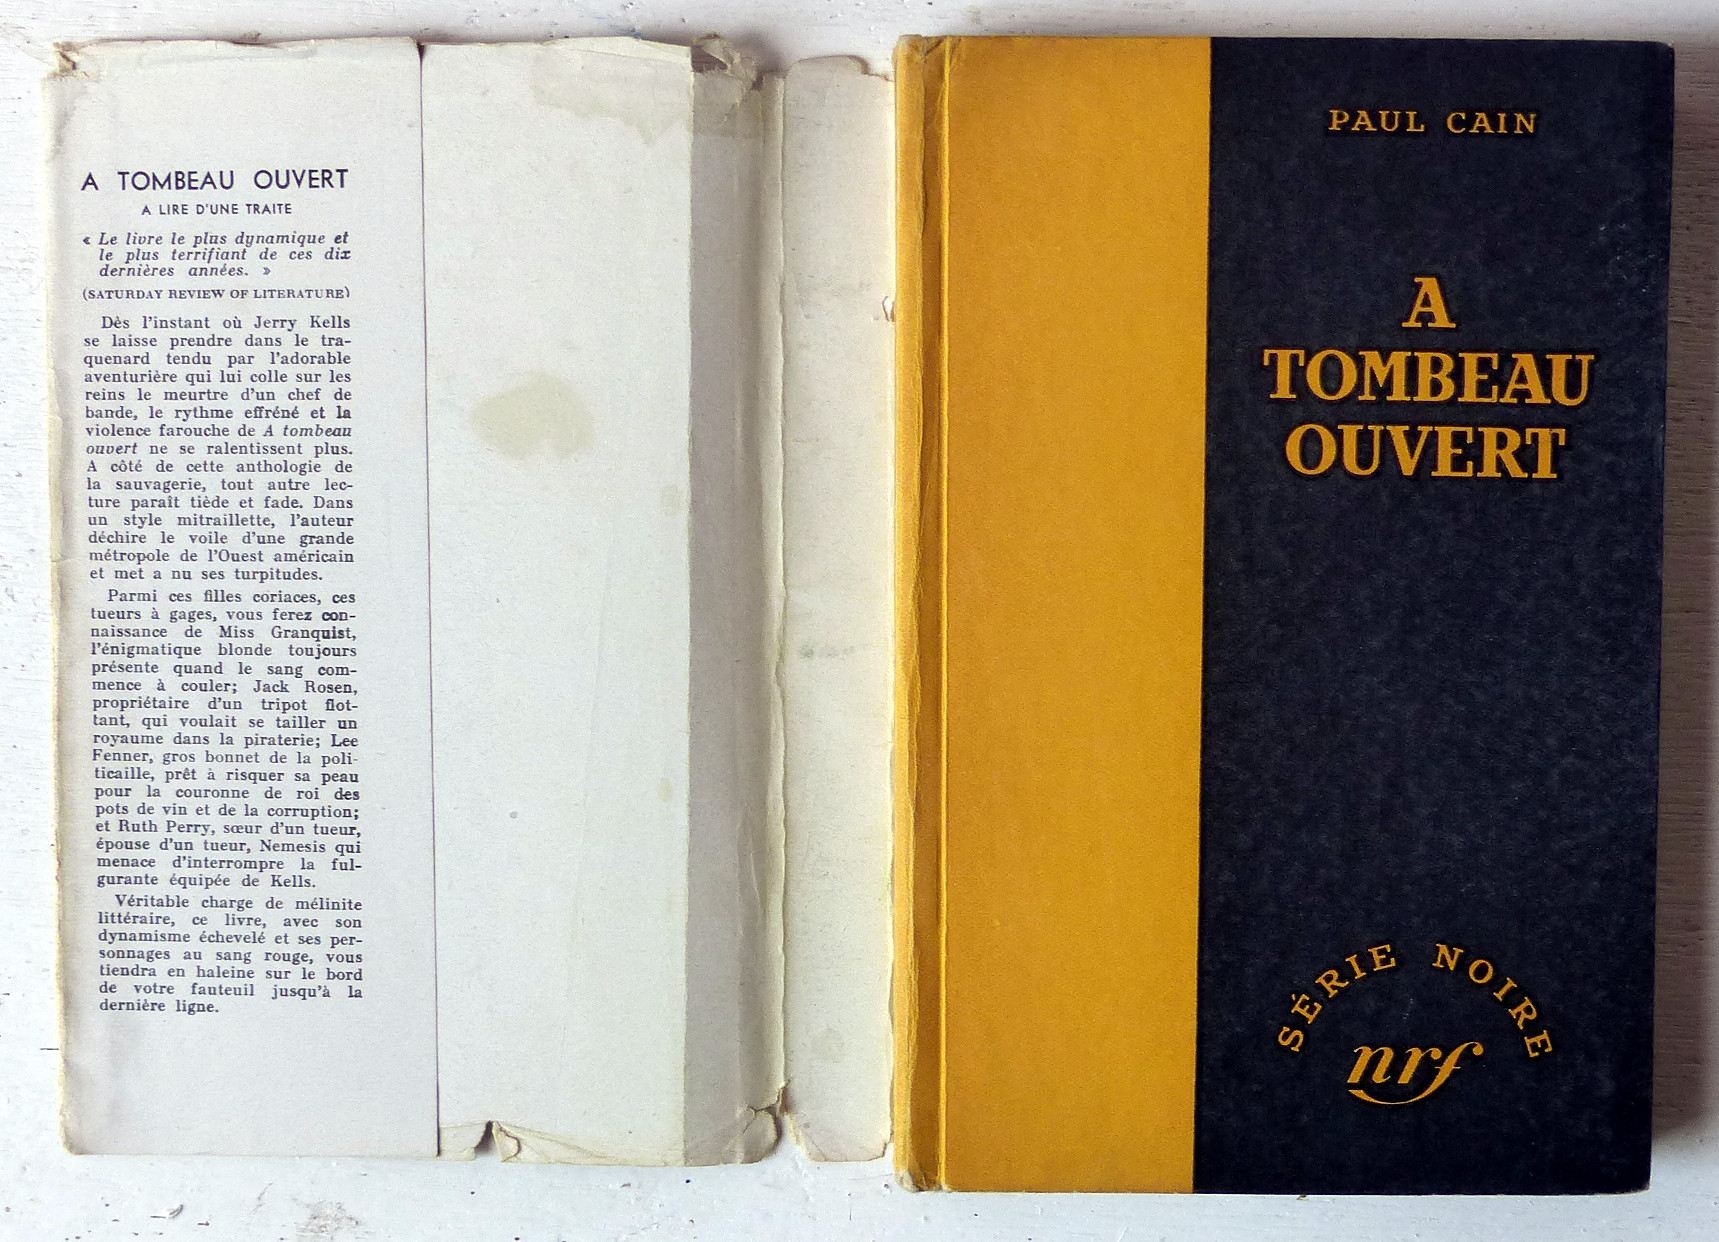 A TOMBEAU OUVERT
A LIRE D'UNE TRAITE
« Le livre le plus dynamique et
le plus terrifiant de ces dix
dernières années. »
(SATURDAY REVIEW OF LITERATURE)
Dès l'instant où Jerry Kells
se laisse prendre dans le tra-
quenard tendu par l'adorable
aventurière qui lui colle sur les
reins le meurtre d'un chef de
bande, le rythme effréné et la
violence farouche de A tombeau
ouvert ne se ralentissent plus.
A côté de cette anthologie de
la sauvagerie, tout autre lec-
ture paraît tiède et fade. Dans
un style mitraillette, l'auteur
déchire le voile d'une grande
métropole de l'Ouest américain
et met a nu ses turpitudes.
Parmi ces filles coriaces, ces
tueurs à gages, vous ferez con-
naissance de Miss Granquist,
l'énigmatique blonde toujours
présente quand le sang com-
mence à couler; Jack Rosen,
propriétaire d'un tripot flot-
tant, qui voulait se tailler un
royaume dans la piraterie; Lee
Fenner, gros bonnet de la poli-
ticaille, prêt à risquer sa peau
pour la couronne de roi des
pots de vin et de la corruption;
et Ruth Perry, sœur d'un tueur,
épouse d'un tueur, Nemesis qui
menace d'interrompre la ful-
gurante équipée de Kells.
Véritable charge de mélinite
littéraire, ce livre, avec son
dynamisme échevelé et ses per-
sonnages au sang rouge, vous
tiendra en haleine sur le bord
de votre fauteuil jusqu'à la
dernière ligne.
PAUL CAIN
A
TOMBEAU
OUVERT
SÉRIE NOIRE
nrf